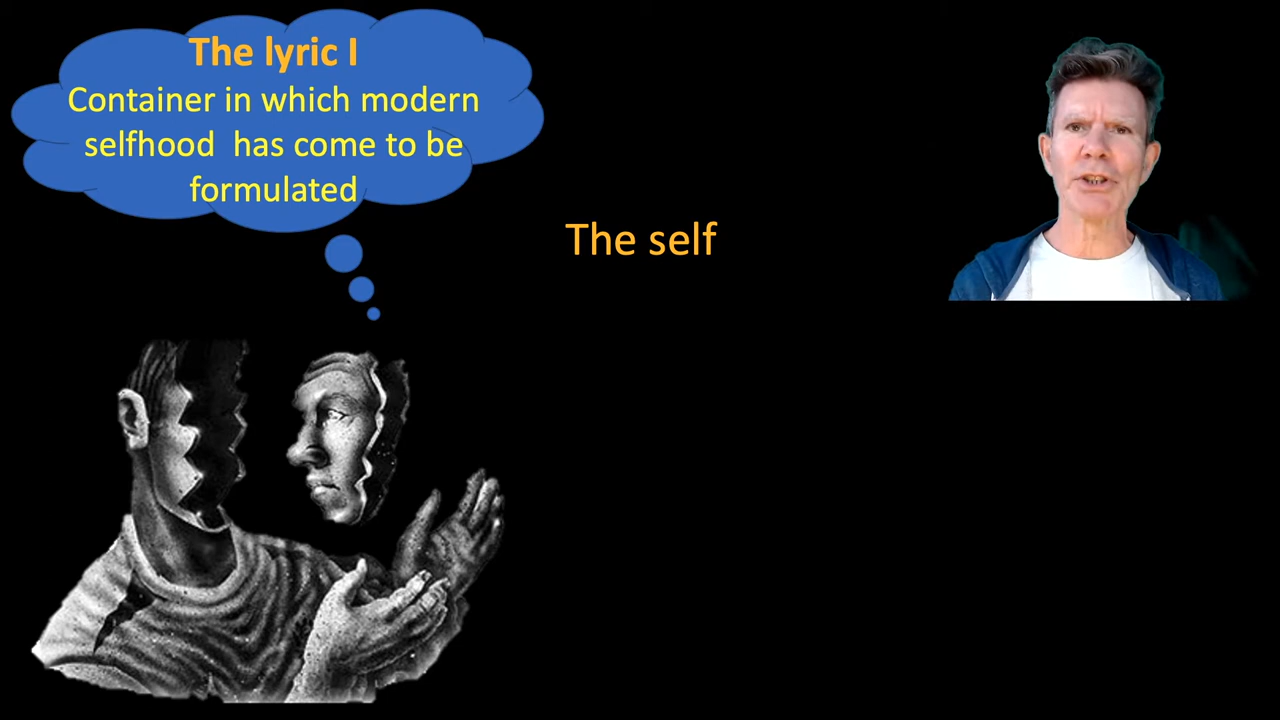 The lyric I
Container in which modern
selfhood  has come to be
formulated
The self